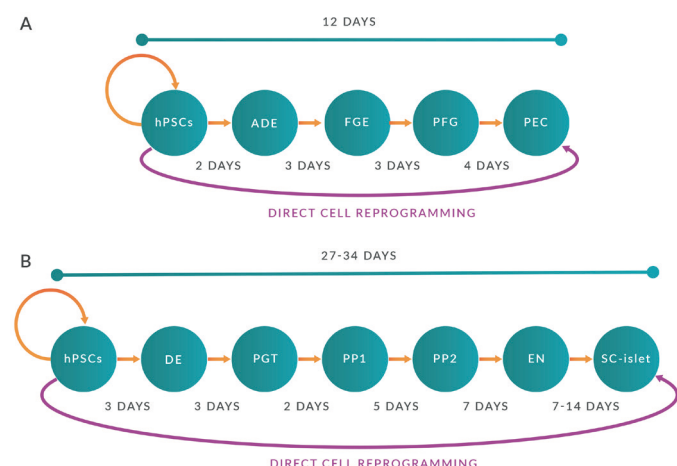 A
12 DAYS
hPSCs ADE FGE PFG PEC
2 DAYS 3 DAYS 3 DAYS 4 DAYS
DIRECT CELL REPROGRAMMING
B
27-34 DAYS
hPSCs DE PGT PP1 PP2 EN SC-islet
3 DAYS 3 DAYS 2 DAYS 5 DAYS 7 DAYS 7-14 DAYS
DIRECT CELL REPROGRAMMING